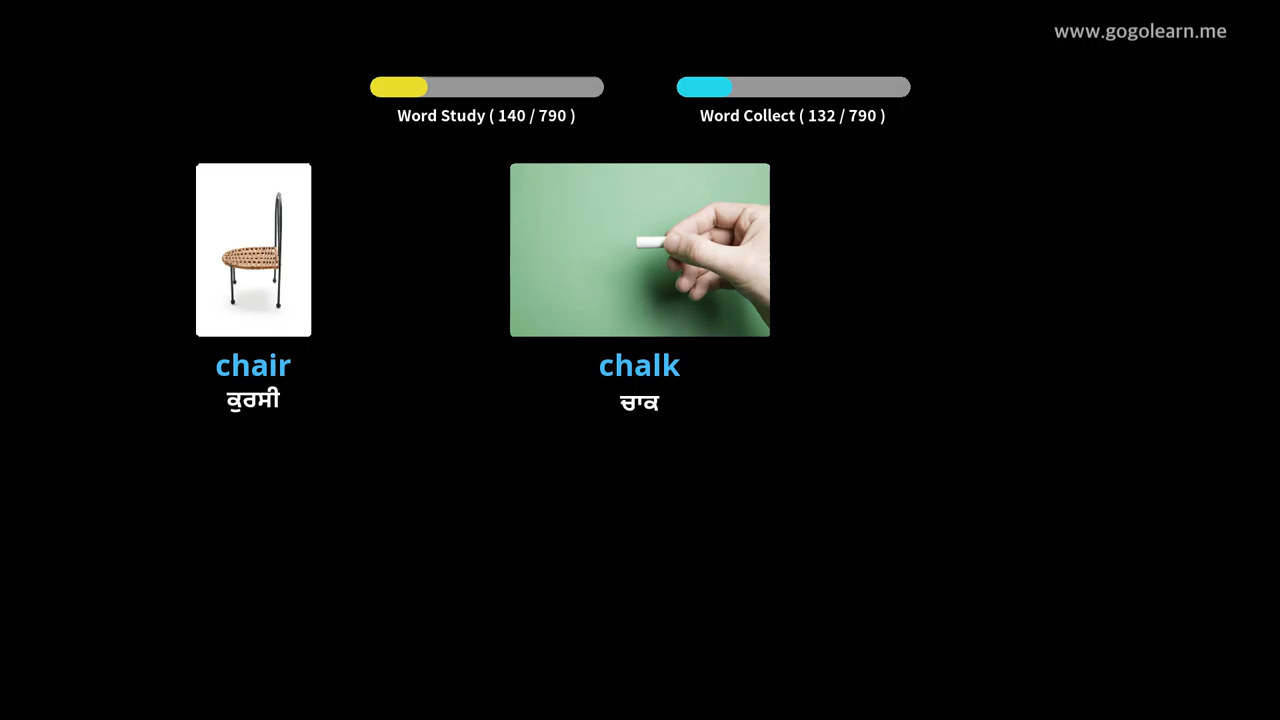 www.gogolearn.me
Word Study ( 140 / 790 )
Word Collect ( 132 / 790 )
chair
ਕੁਰਸੀ
chalk
ਚਾਕ